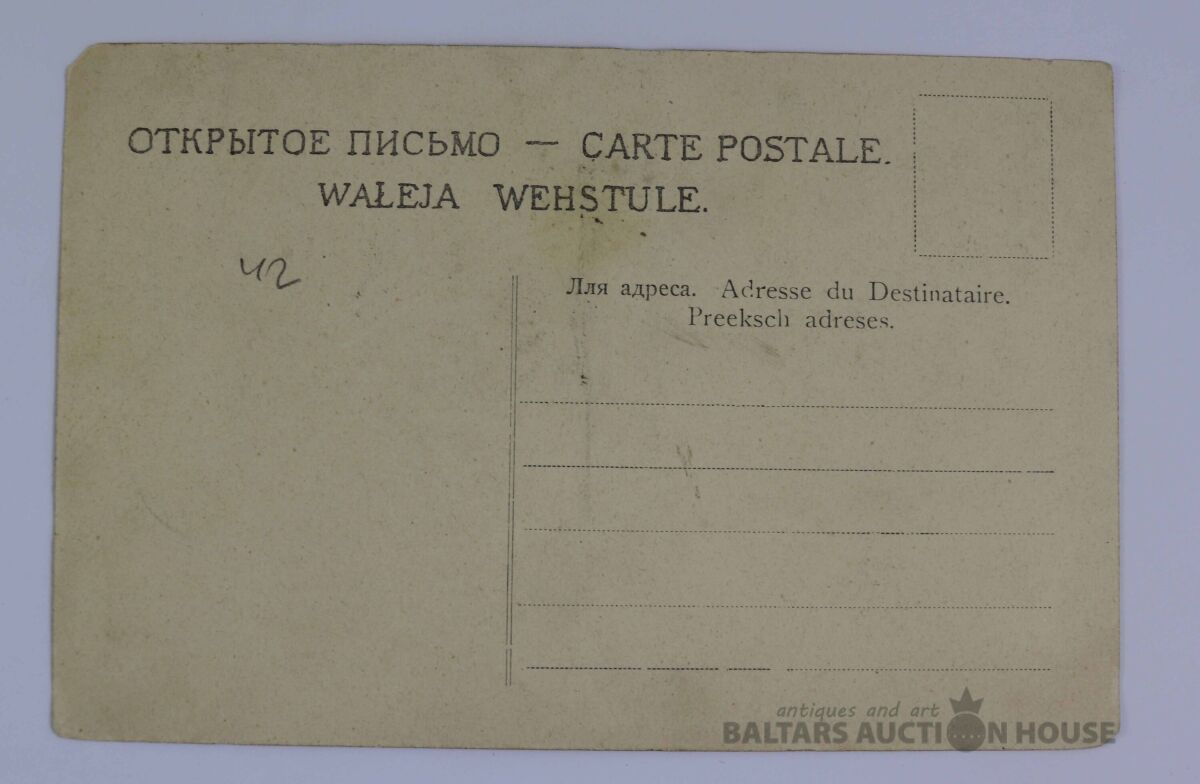 ОТКРЫТОЕ ПИСЬМО — CARTE POSTALE.
WAŁEJA WEHSTULE.
42
Лля адреса. Adresse du Destinataire.
Preeksch adreses.
antiques and art
BALTARS AUCTION HOUSE